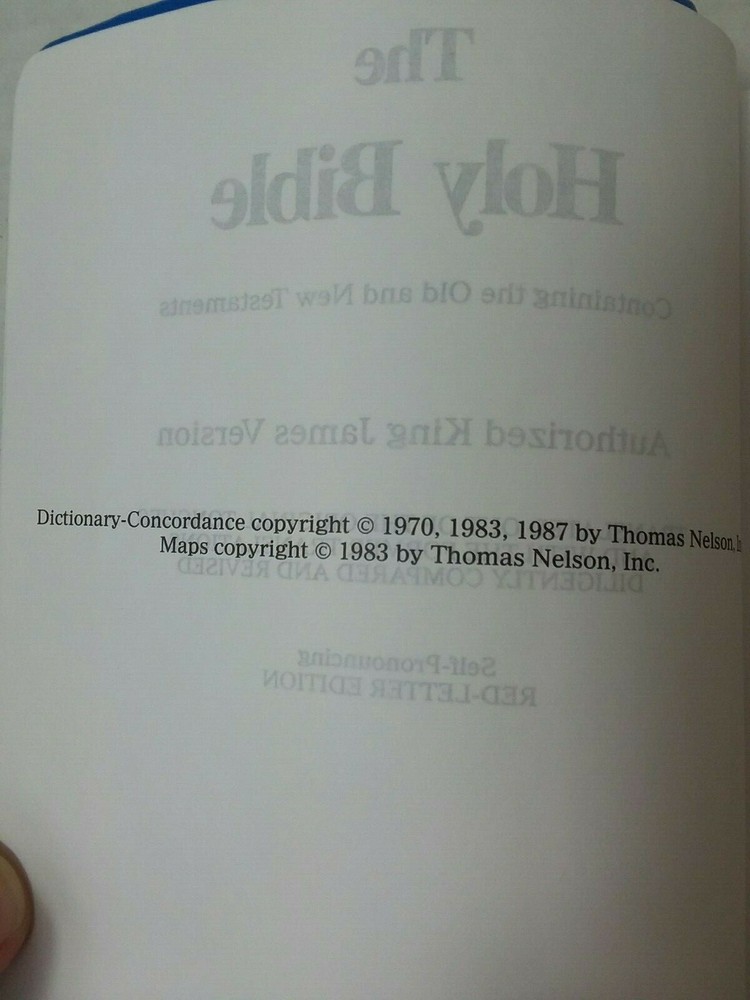 The
Holy Bible
Containing the Old and New Testaments
Authorized King James Version
Dictionary-Concordance copyright © 1970, 1983, 1987 by Thomas Nelson, In
Maps copyright © 1983 by Thomas Nelson, Inc.
DILIGENTLY COMPARED AND REVISED
Self-Pronouncing
RED-LETTER EDITION